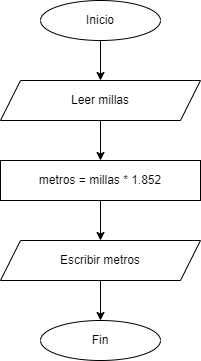 Inicio
Leer millas
metros = millas * 1.852
Escribir metros
Fin